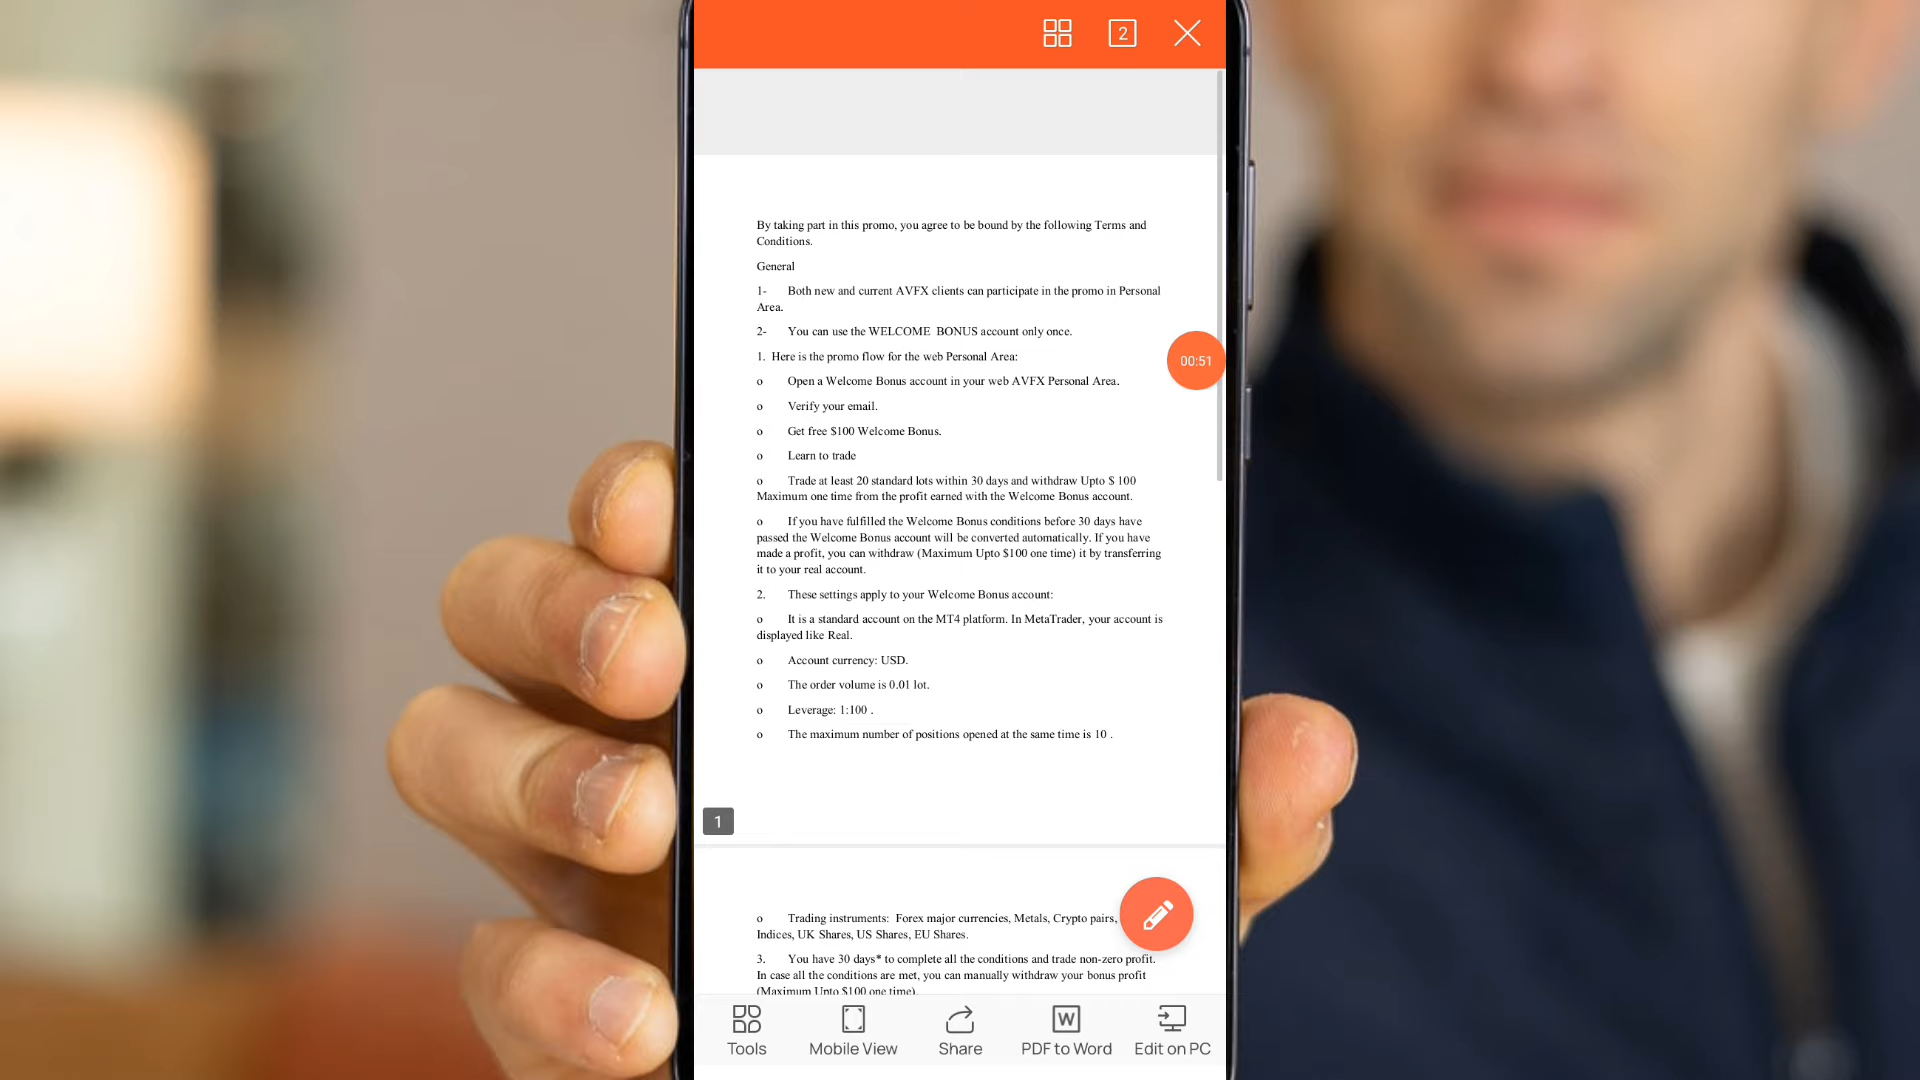 2
By taking part in this promo, you agree to be bound by the following Terms and
Conditions.
General
1- Both new and current AVFX clients can participate in the promo in Personal
Area.
2- You can use the WELCOME BONUS account only once.
1. Here is the promo flow for the web Personal Area:
o Open a Welcome Bonus account in your web AVFX Personal Area.
00:51
o Verify your email.
o Get free $100 Welcome Bonus.
o Learn to trade
o Trade at least 20 standard lots within 30 days and withdraw Upto $ 100
Maximum one time from the profit earned with the Welcome Bonus account.
o If you have fulfilled the Welcome Bonus conditions before 30 days have
passed the Welcome Bonus account will be converted automatically. If you have
made a profit, you can withdraw (Maximum Upto $100 one time) it by transferring
it to your real account.
2. These settings apply to your Welcome Bonus account:
o It is a standard account on the MT4 platform. In MetaTrader, your account is
displayed like Real.
o Account currency: USD.
o The order volume is 0.01 lot.
o Leverage: 1:100 .
o The maximum number of positions opened at the same time is 10 .
1
o Trading instruments: Forex major currencies, Metals, Crypto pairs,
Indices, UK Shares, US Shares, EU Shares.
3. You have 30 days* to complete all the conditions and trade non-zero profit.
In case all the conditions are met, you can manually withdraw your bonus profit
(Maximum Upto $100 one time).
Tools Mobile View Share PDF to Word Edit on PC